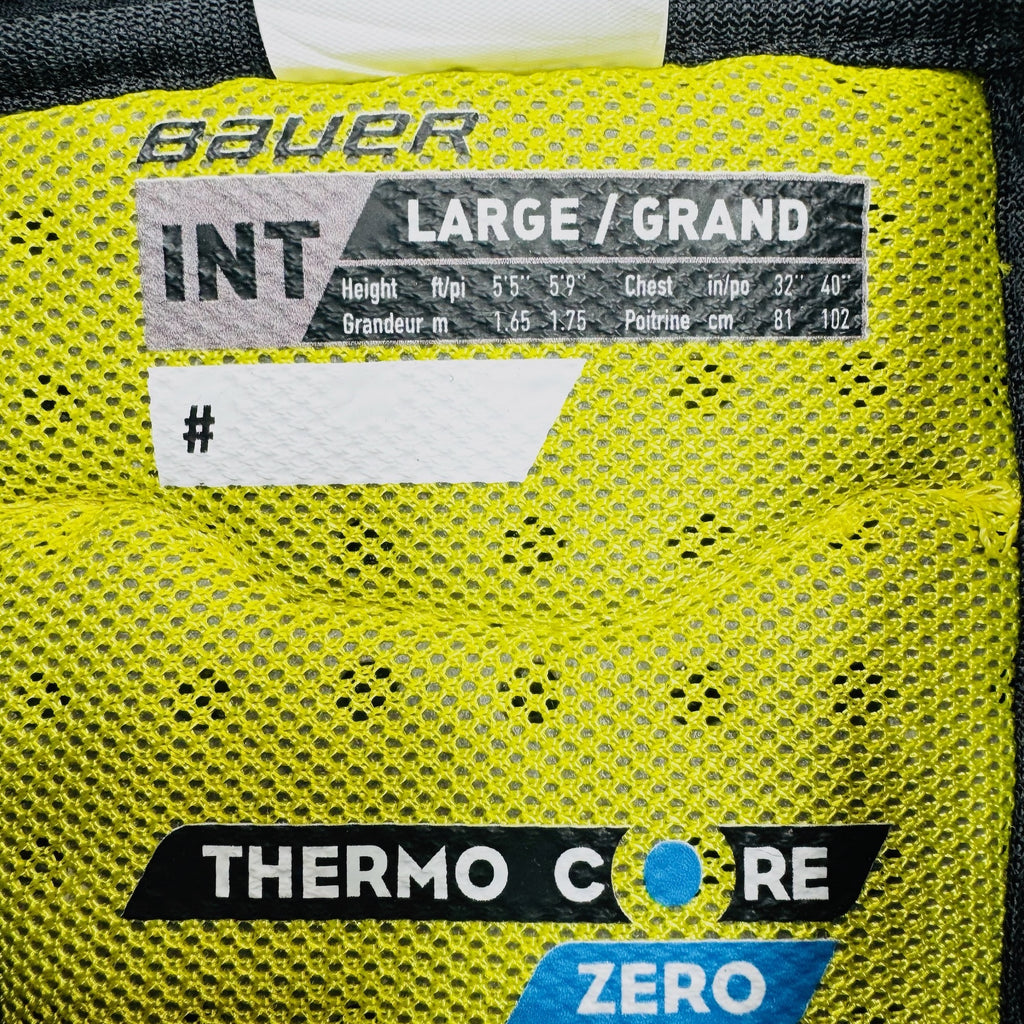 BAUER
INT
LARGE / GRAND
Height ft/pi 5'5'' 5'9'' Chest in/po 32'' 40''
Grandeur m 1.65 1.75 Poitrine cm 81 102
#
THERMO CORE
ZERO